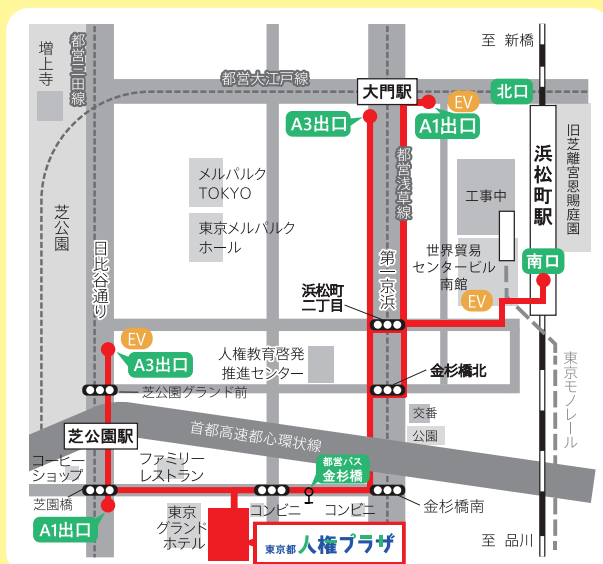 至 新橋
増上寺
都営三田線
都営大江戸線
大門駅
EV
北口
A3出口
A1出口
都営浅草線
浜松町駅
旧芝離宮恩賜庭園
メルパルク
TOKYO
工事中
芝公園
東京メルパルク
ホール
日比谷通り
第一京浜
世界貿易
センタービル
南館
南口
浜松町
二丁目
EV
EV
A3出口
人権教育啓発
推進センター
金杉橋北
芝公園グランド前
東京モノレール
交番
公園
首都高速都心環状線
芝公園駅
コーヒー
ショップ
ファミリー
レストラン
都営バス
金杉橋
芝園橋
コンビニ
コンビニ
金杉橋南
A1出口
東京
グランド
ホテル
東京都 人権プラザ
至 品川